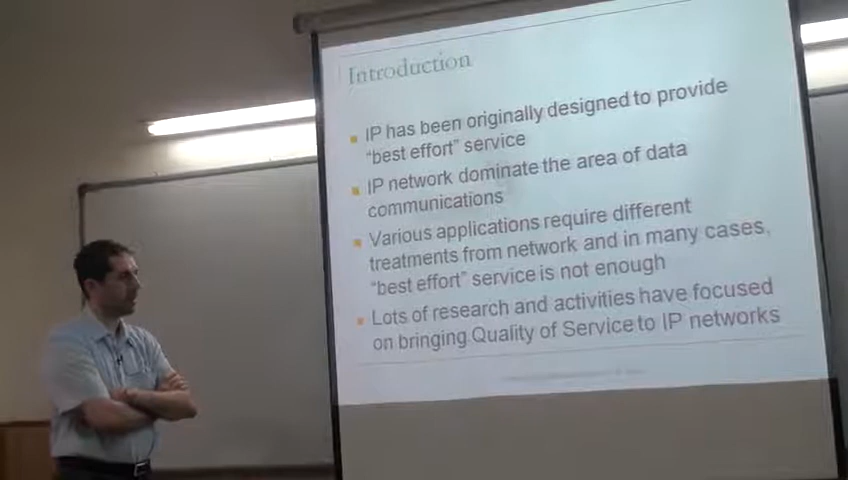 Introduction
IP has been originally designed to provide
"best effort" service
IP network dominate the area of data
communications
Various applications require different
treatments from network and in many cases,
"best effort" service is not enough
Lots of research and activities have focused
on bringing Quality of Service to IP networks